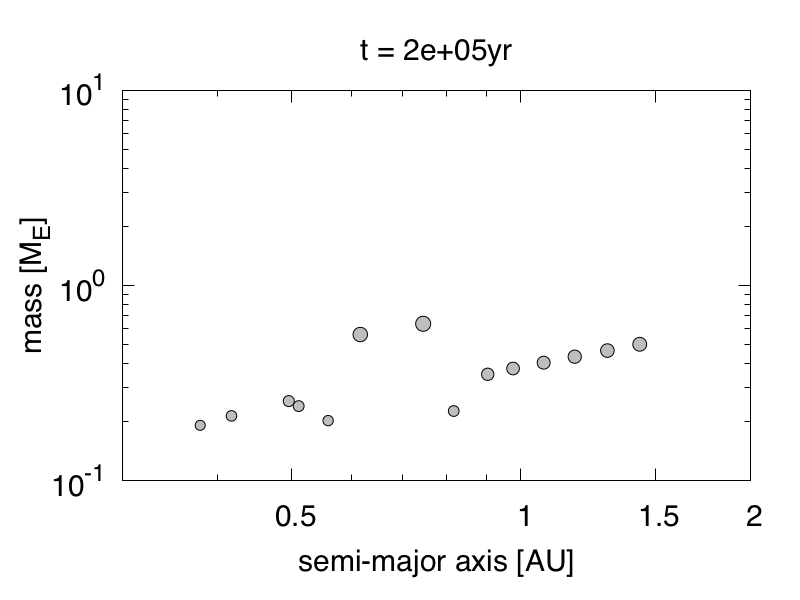 t = 2e+05yr
10^1
10^0
10^-1
mass [M_E]
0.5 1 1.5 2
semi-major axis [AU]